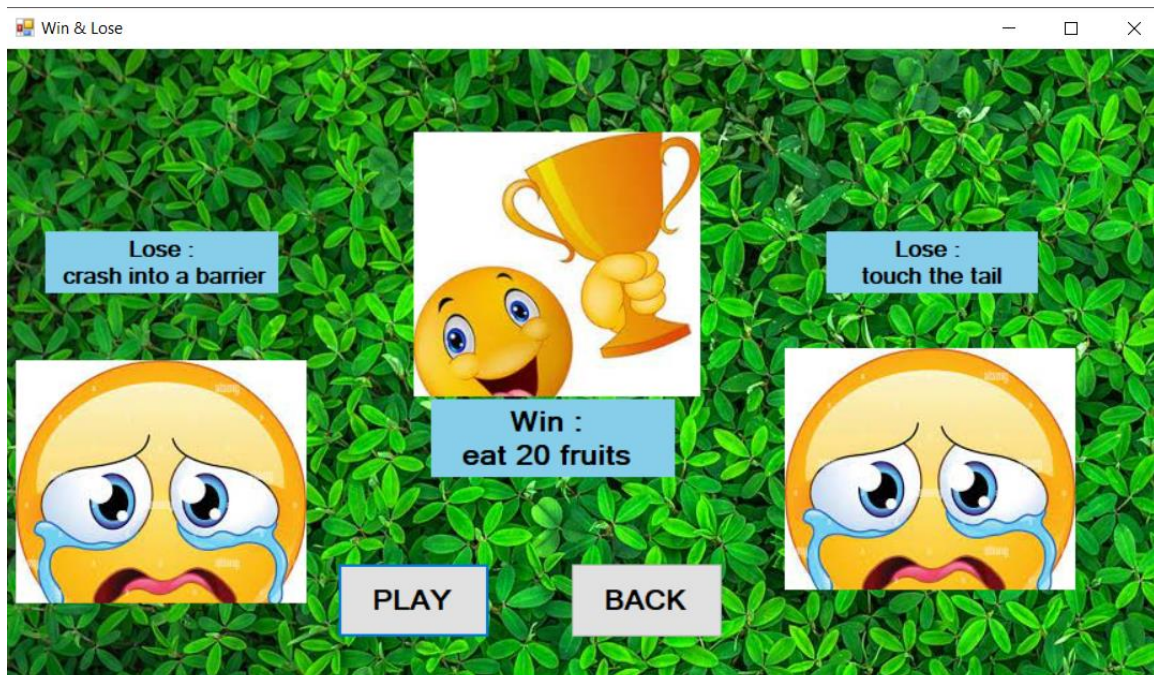 Win & Lose
Lose :
crash into a barrier
Win :
eat 20 fruits
Lose :
touch the tail
PLAY
BACK